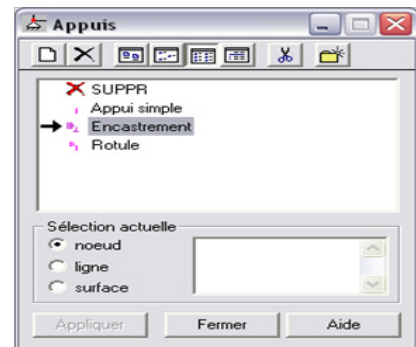 Appuis
SUPPR
Appui simple
Encastrement
Rotule
Sélection actuelle
noeud
ligne
surface
Appliquer Fermer Aide